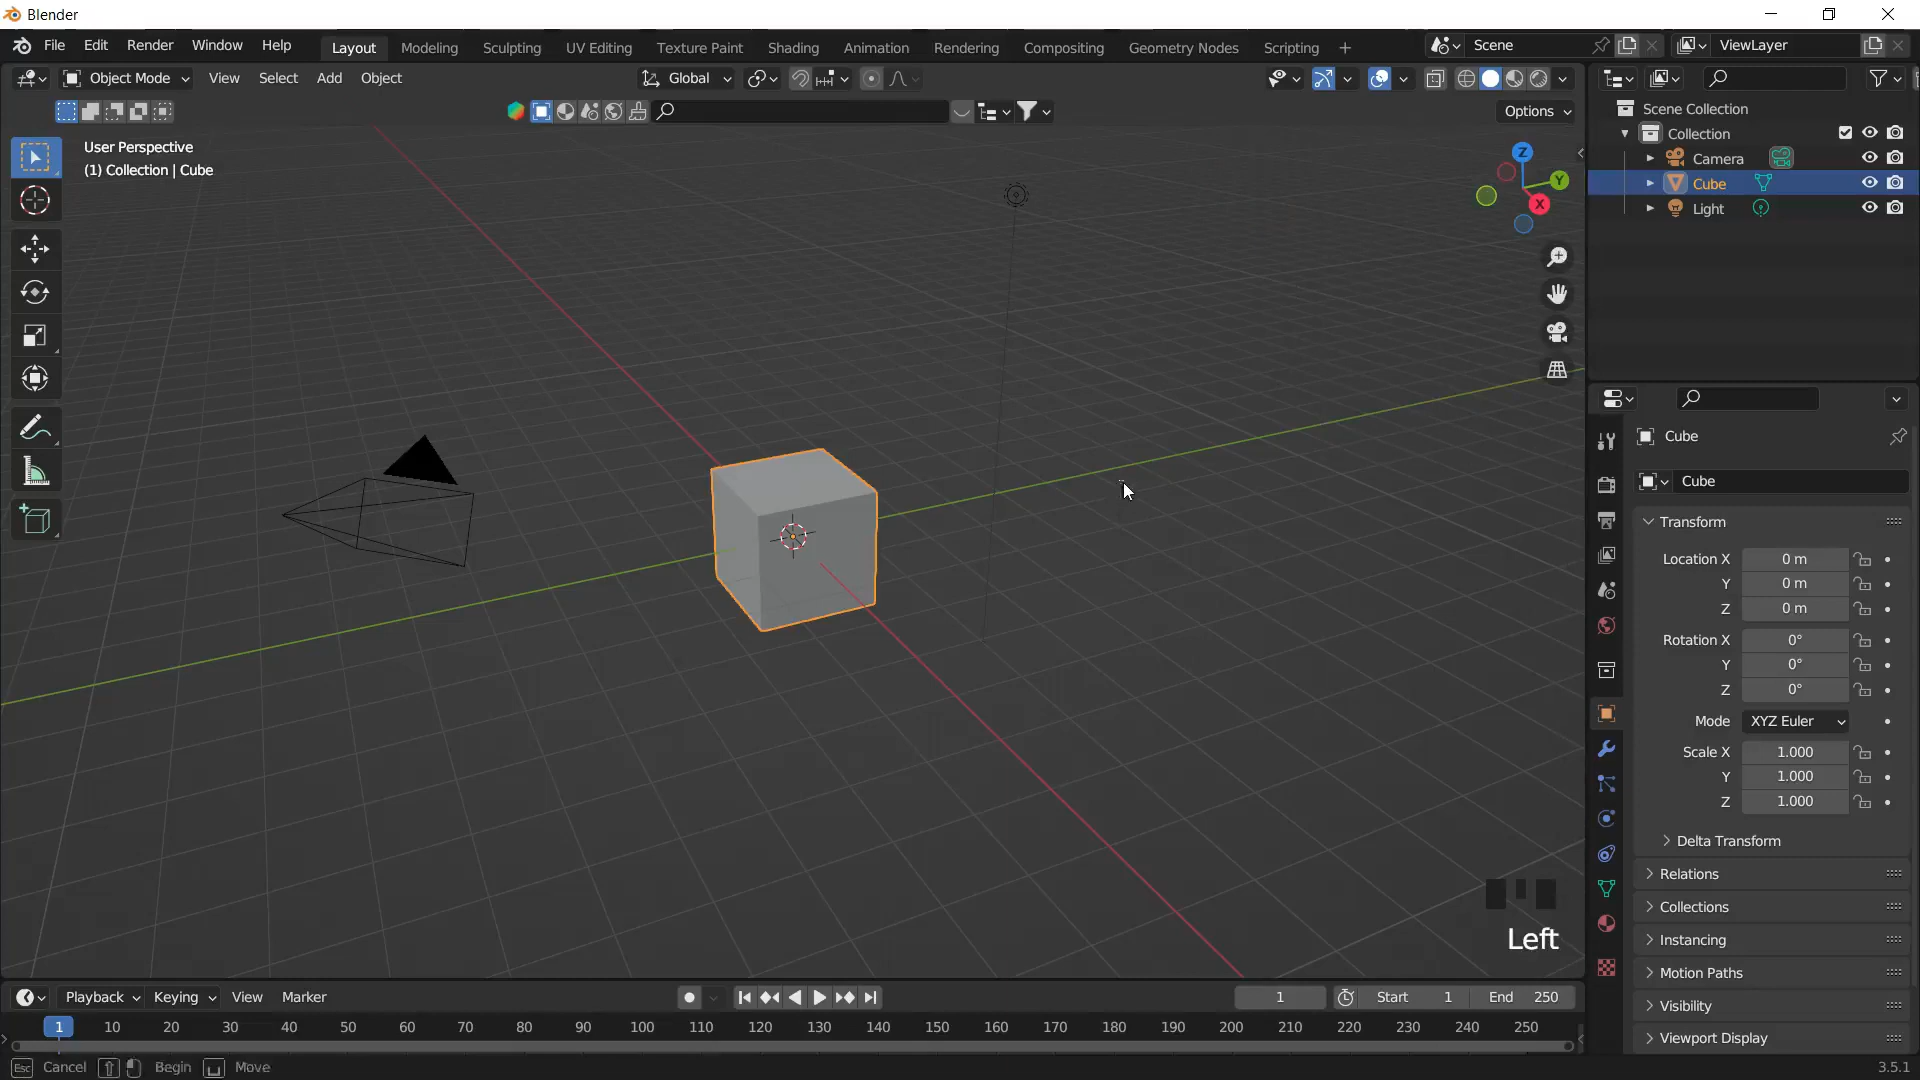 Blender
File Edit Render Window Help Layout Modeling Sculpting UV Editing Texture Paint Shading Animation Rendering Compositing Geometry Nodes Scripting + Scene ViewLayer
Object Mode View Select Add Object Global
Options
User Perspective
(1) Collection | Cube
Z
Y
X
Scene Collection
Collection
Camera
Cube
Light
Cube
Cube
Transform
Location X 0 m
Y 0 m
Z 0 m
Rotation X 0°
Y 0°
Z 0°
Mode XYZ Euler
Scale X 1.000
Y 1.000
Z 1.000
Delta Transform
Relations
Collections
Instancing
Motion Paths
Visibility
Viewport Display
Left
Playback Keying View Marker 1 Start 1 End 250
1 10 20 30 40 50 60 70 80 90 100 110 120 130 140 150 160 170 180 190 200 210 220 230 240 250
Esc Cancel Begin Move 3.5.1